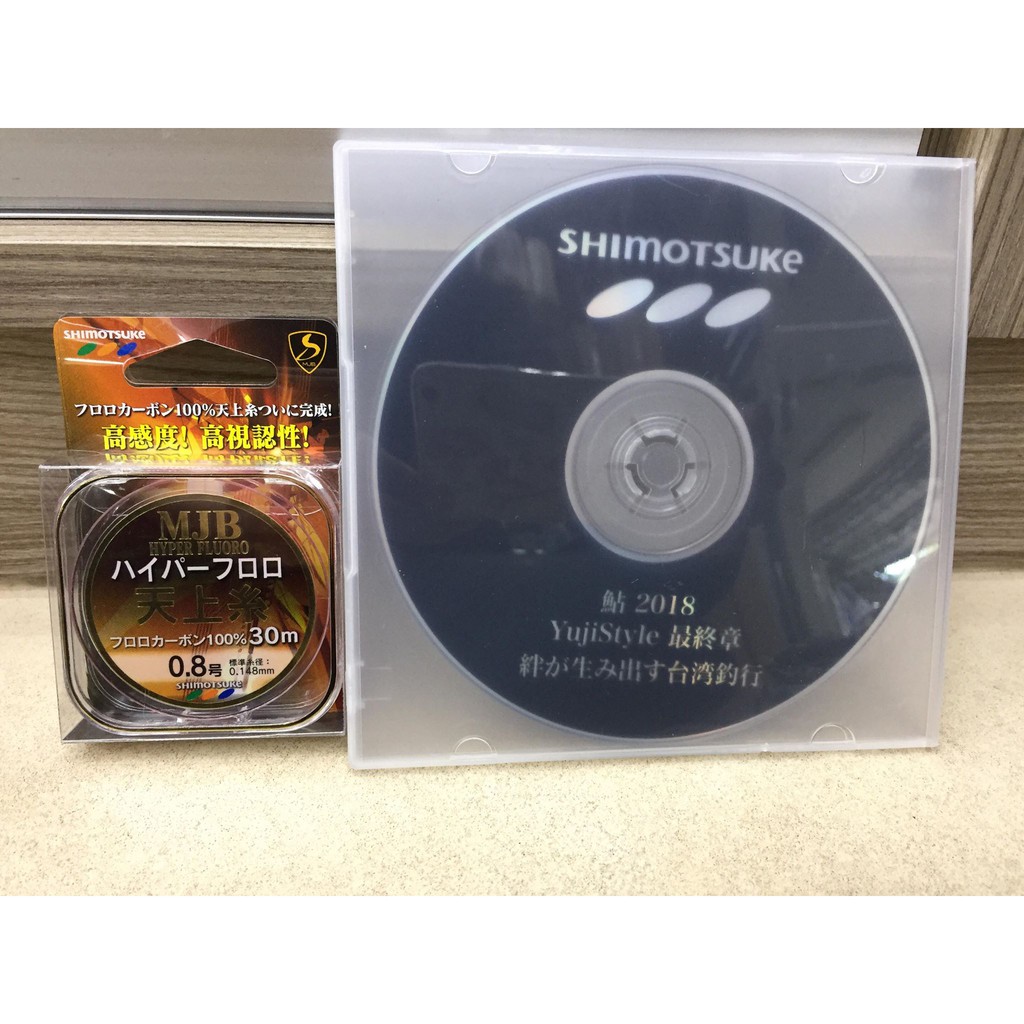 SHIMOTSUKE
MJB
フロロカーボン100%天上糸ついに完成!
高感度! 高視認性!
MJB
HYPER FLUORO
ハイパーフロロ
天上糸
フロロカーボン100% 30m
0.8号 標準糸径:
0.148mm
SHIMOTSUKE
SHIMOTSUKE
鮎 2018
YujiStyle 最終章
絆が生み出す台湾釣行